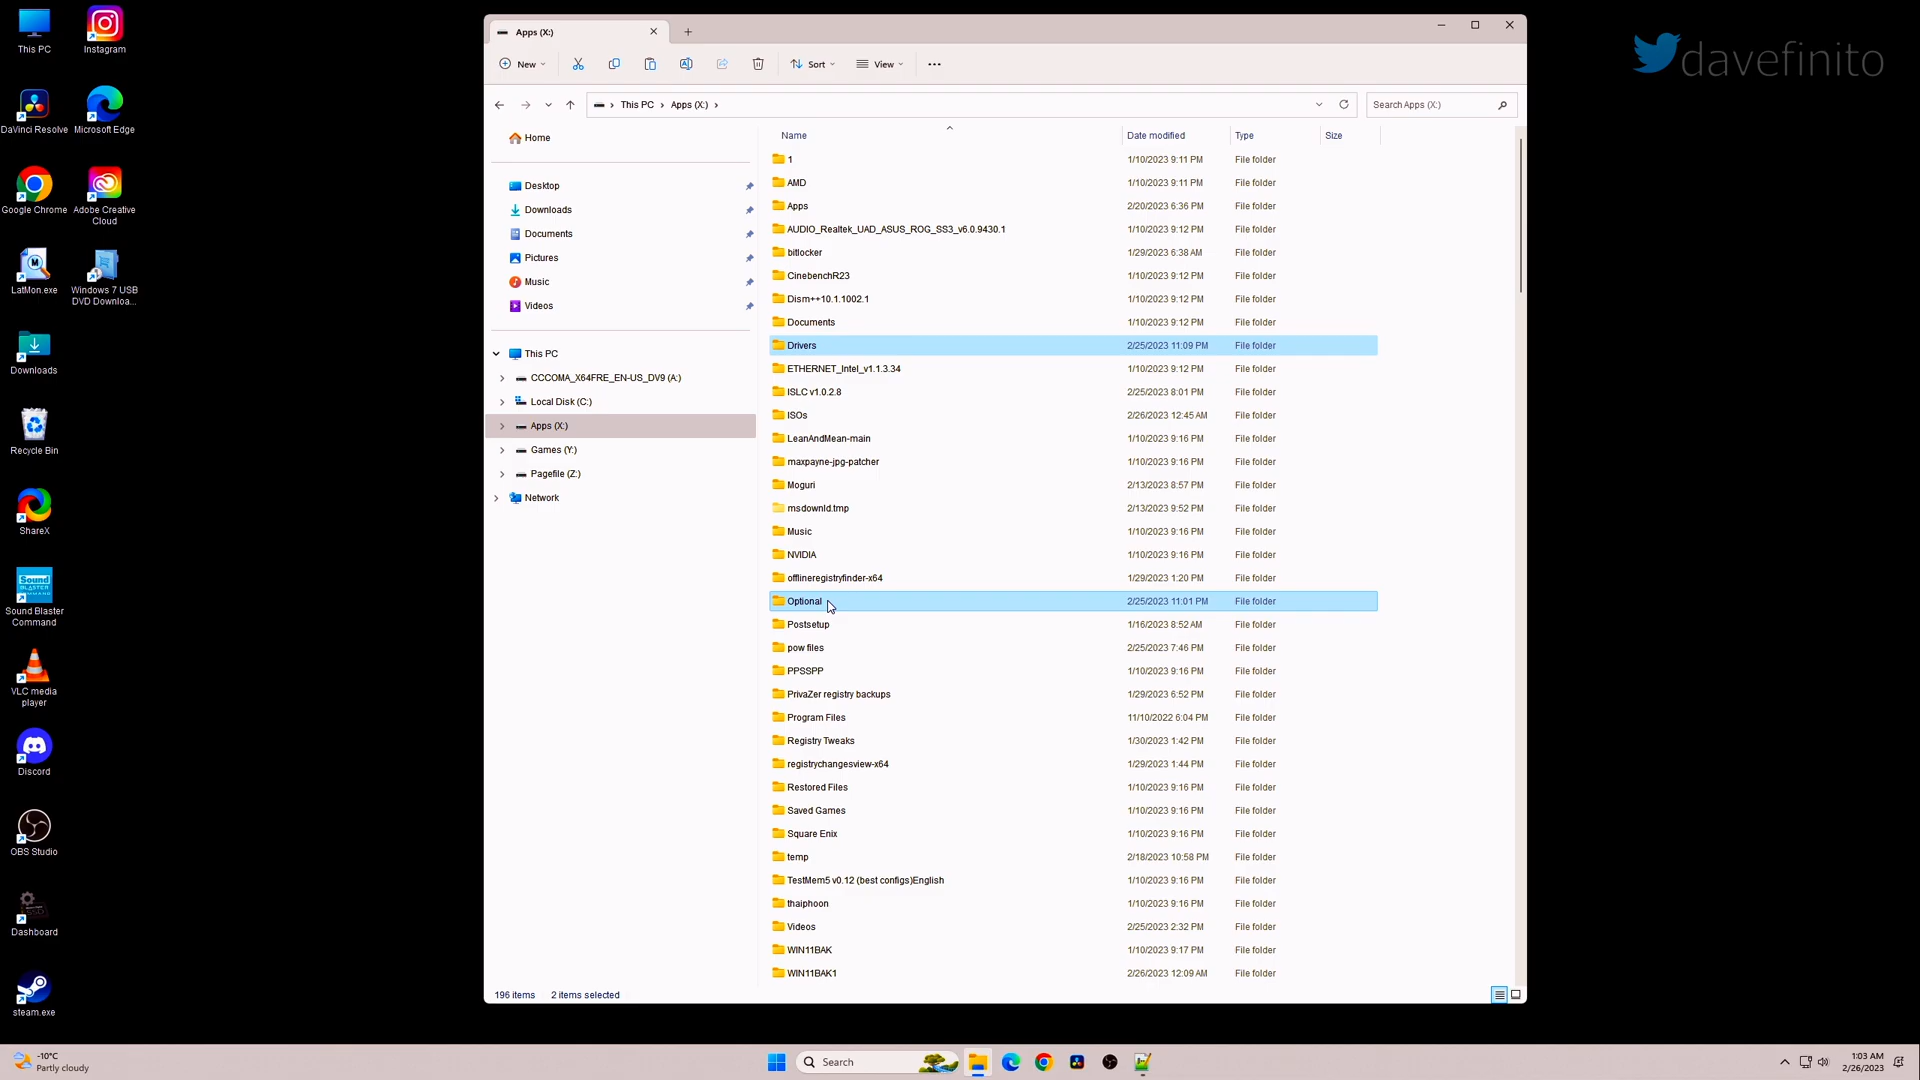 This PC
Instagram
DaVinci Resolve
Microsoft Edge
Google Chrome
Adobe Creative
Cloud
LatMon.exe
Windows 7 USB
DVD Downloa...
Downloads
Recycle Bin
ShareX
Sound
BLASTER
COMMAND
Sound Blaster
Command
VLC media
player
Discord
OBS Studio
SSD
Dashboard
steam.exe
davefinito
Apps (X:)
New
Sort
View
This PC
Apps (X:)
Search Apps (X:)
Home
Desktop
Downloads
Documents
Pictures
Music
Videos
This PC
CCCOMA_X64FRE_EN-US_DV9 (A:)
Local Disk (C:)
Apps (X:)
Games (Y:)
Pagefile (Z:)
Network
Name Date modified Type Size
1 1/10/2023 9:11 PM File folder
AMD 1/10/2023 9:11 PM File folder
Apps 2/20/2023 6:36 PM File folder
AUDIO_Realtek_UAD_ASUS_ROG_SS3_v6.0.9430.1 1/10/2023 9:12 PM File folder
bitlocker 1/29/2023 6:38 AM File folder
CinebenchR23 1/10/2023 9:12 PM File folder
Dism++10.1.1002.1 1/10/2023 9:12 PM File folder
Documents 1/10/2023 9:12 PM File folder
Drivers 2/25/2023 11:09 PM File folder
ETHERNET_Intel_v1.1.3.34 1/10/2023 9:12 PM File folder
ISLC v1.0.2.8 2/25/2023 8:01 PM File folder
ISOs 2/26/2023 12:45 AM File folder
LeanAndMean-main 1/10/2023 9:16 PM File folder
maxpayne-jpg-patcher 1/10/2023 9:16 PM File folder
Moguri 2/13/2023 8:57 PM File folder
msdownld.tmp 2/13/2023 9:52 PM File folder
Music 1/10/2023 9:16 PM File folder
NVIDIA 1/10/2023 9:16 PM File folder
offlineregistryfinder-x64 1/29/2023 1:20 PM File folder
Optional 2/25/2023 11:01 PM File folder
Postsetup 1/16/2023 8:52 AM File folder
pow files 2/25/2023 7:46 PM File folder
PPSSPP 1/10/2023 9:16 PM File folder
PrivaZer registry backups 1/29/2023 6:52 PM File folder
Program Files 11/10/2022 6:04 PM File folder
Registry Tweaks 1/30/2023 1:42 PM File folder
registrychangesview-x64 1/29/2023 1:44 PM File folder
Restored Files 1/10/2023 9:16 PM File folder
Saved Games 1/10/2023 9:16 PM File folder
Square Enix 1/10/2023 9:16 PM File folder
temp 2/18/2023 10:58 PM File folder
TestMem5 v0.12 (best configs)English 1/10/2023 9:16 PM File folder
thaiphoon 1/10/2023 9:16 PM File folder
Videos 2/25/2023 2:32 PM File folder
WIN11BAK 1/10/2023 9:17 PM File folder
WIN11BAK1 2/26/2023 12:09 AM File folder
196 items 2 items selected
-10°C
Partly cloudy
Search
1:03 AM
2/26/2023